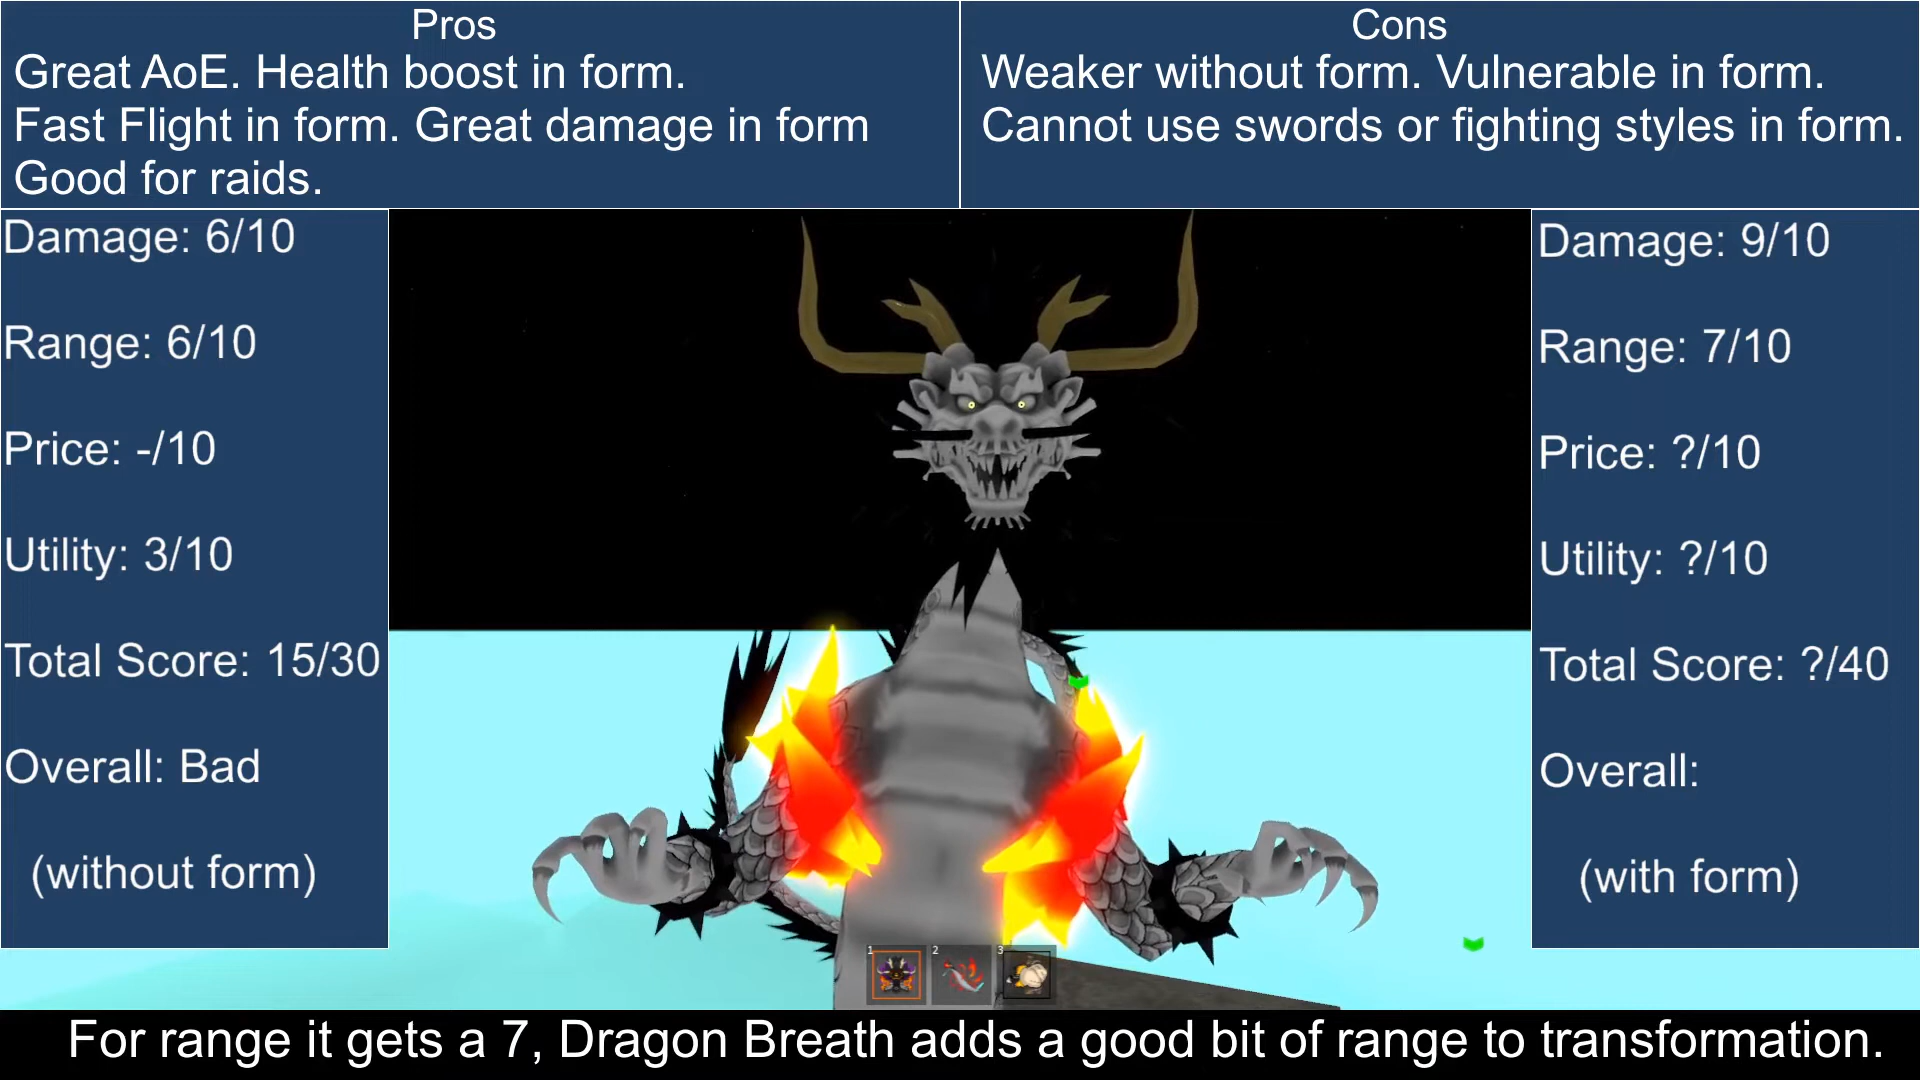 Pros
Great AoE. Health boost in form.
Fast Flight in form. Great damage in form
Good for raids.
Cons
Weaker without form. Vulnerable in form.
Cannot use swords or fighting styles in form.
Damage: 6/10
Range: 6/10
Price: -/10
Utility: 3/10
Total Score: 15/30
Overall: Bad
(without form)
Damage: 9/10
Range: 7/10
Price: ?/10
Utility: ?/10
Total Score: ?/40
Overall:
(with form)
1 2 3
For range it gets a 7, Dragon Breath adds a good bit of range to transformation.